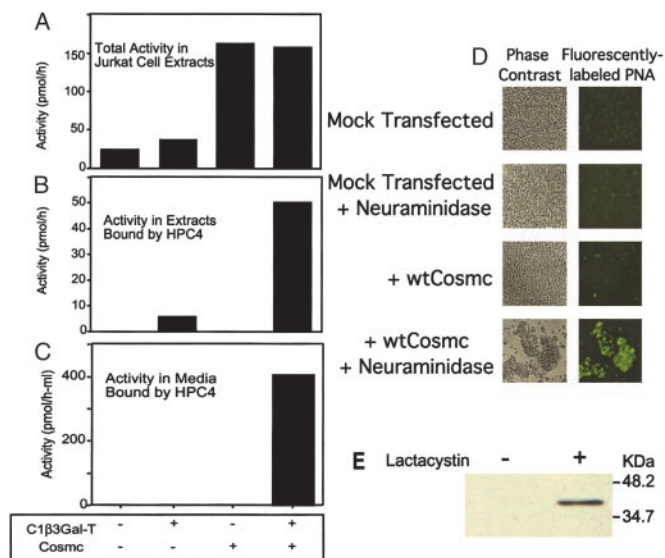 A
Total Activity in
Jurkat Cell Extracts
Activity (pmol/h)
150
100
50
0
B
Activity in Extracts
Bound by HPC4
Activity (pmol/h)
50
40
30
20
10
0
C
Activity in Media
Bound by HPC4
Activity (pmol/h-ml)
400
200
0
C1β3Gal-T - + - +
Cosmc - - + +
D
Phase
Contrast
Fluorescently-
labeled PNA
Mock Transfected
Mock Transfected
+ Neuraminidase
+ wtCosmc
+ wtCosmc
+ Neuraminidase
E Lactacystin - + KDa
-48.2
-34.7